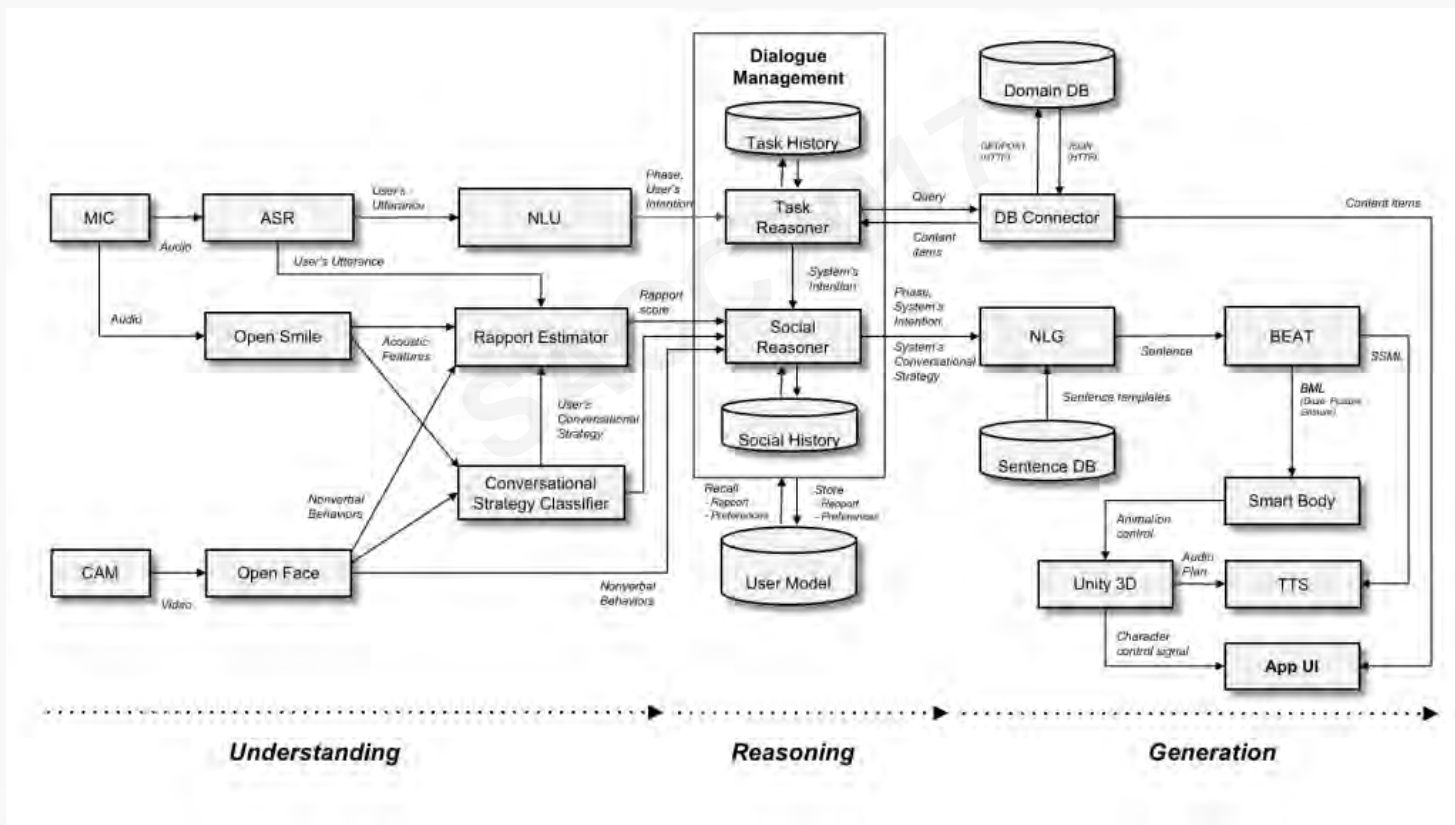 Dialogue
Management
Domain DB
Task History
(HTTP)
(HTTP)
MIC
Audio
ASR
User's
Utterance
NLU
Phase,
User's
Intention
Task
Reasoner
Query
Content
items
DB Connector
Content items
User's Utterance
System's
Intention
Audio
Open Smile
Acoustic
Features
Rapport Estimator
Rapport
score
Social
Reasoner
Phase,
System's
Intention,
System's
Conversational
Strategy
NLG
Sentence
BEAT
SSML
User's
Conversational
Strategy
Social History
Sentence templates
Sentence DB
BML
Nonverbal
Behaviors
Conversational
Strategy Classifier
Recall
- Rapport
- Preferences
Store
- Rapport
- Preferences
Smart Body
Animation
control
CAM
Video
Open Face
Nonverbal
Behaviors
User Model
Unity 3D
Audio
Plan
TTS
Character
control signal
App UI
Understanding
Reasoning
Generation